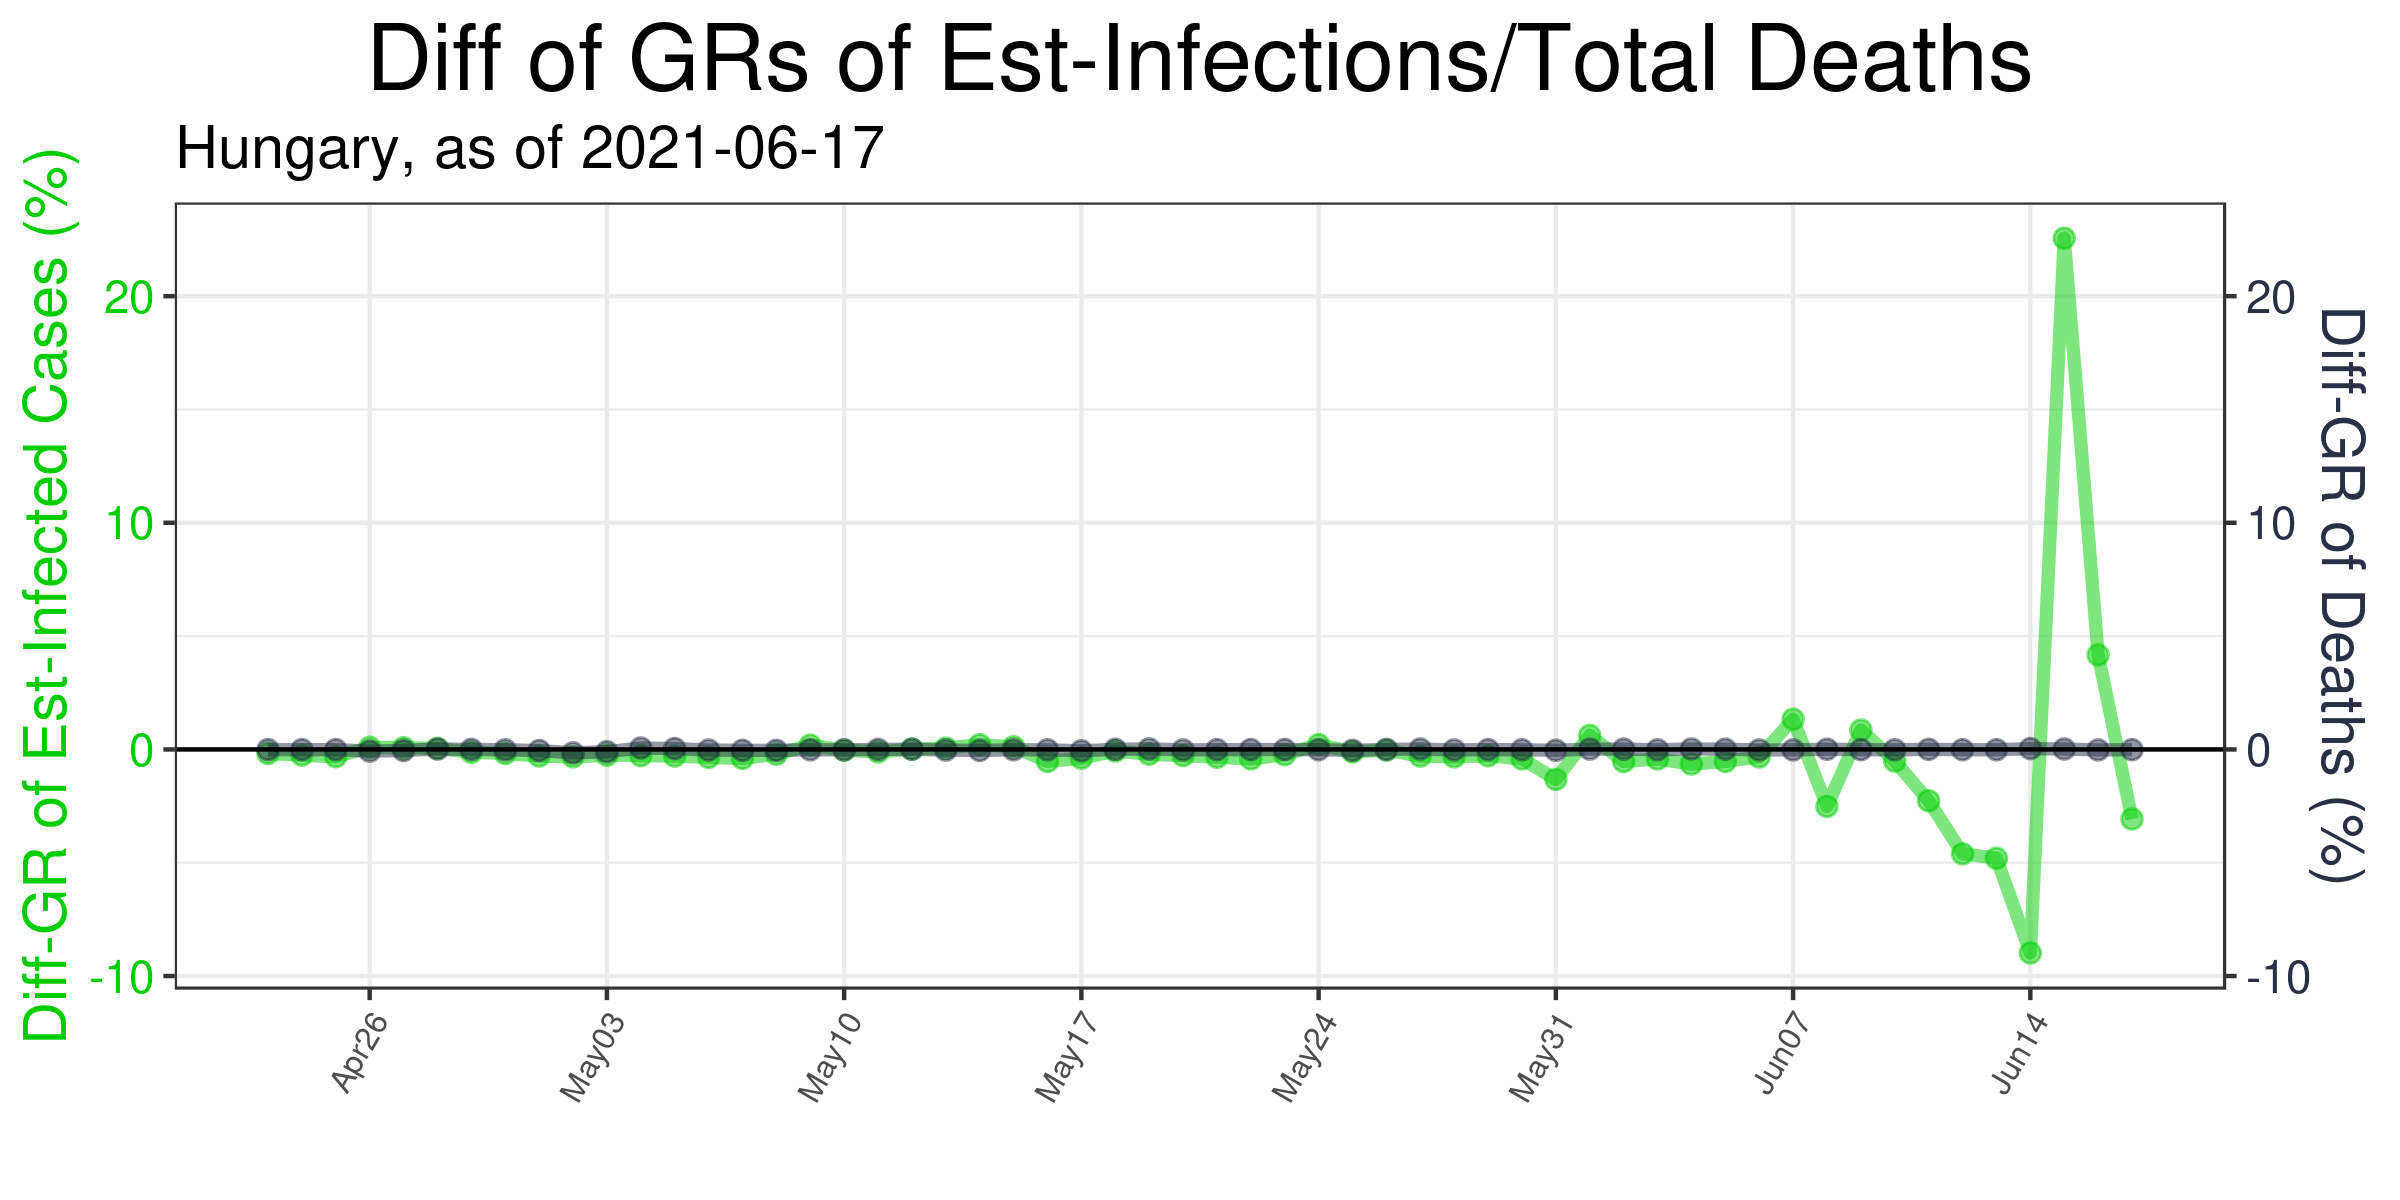 Diff of GRs of Est-Infections/Total Deaths
Hungary, as of 2021-06-17
Diff-GR of Est-Infected Cases (%)
20
10
0
-10
20
10
0
-10
Diff-GR of Deaths (%)
Apr26
May03
May10
May17
May24
May31
Jun07
Jun14